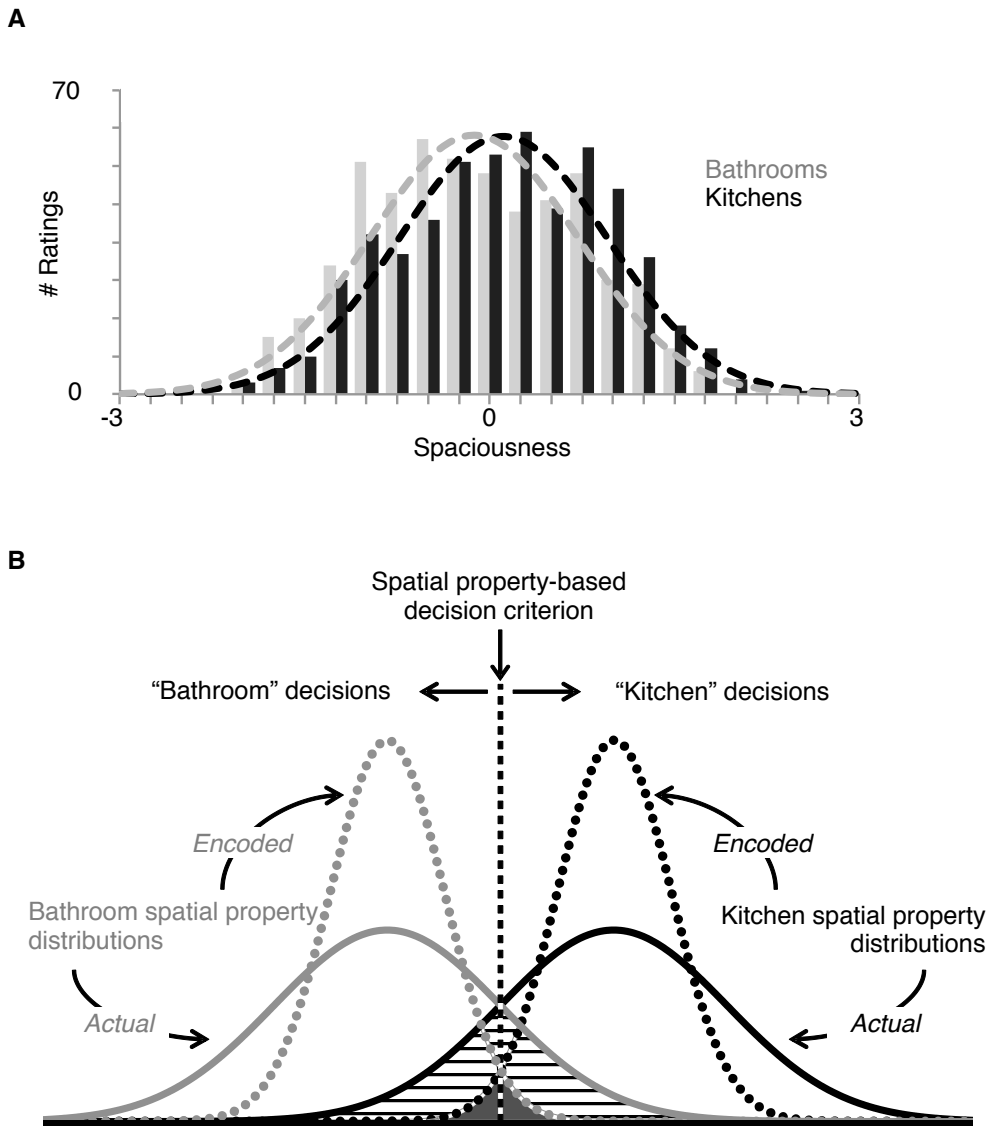 A
70
# Ratings
0
-3
0
3
Spaciousness
Bathrooms
Kitchens
B
Spatial property-based
decision criterion
“Bathroom” decisions
“Kitchen” decisions
Encoded
Encoded
Bathroom spatial property
distributions
Kitchen spatial property
distributions
Actual
Actual